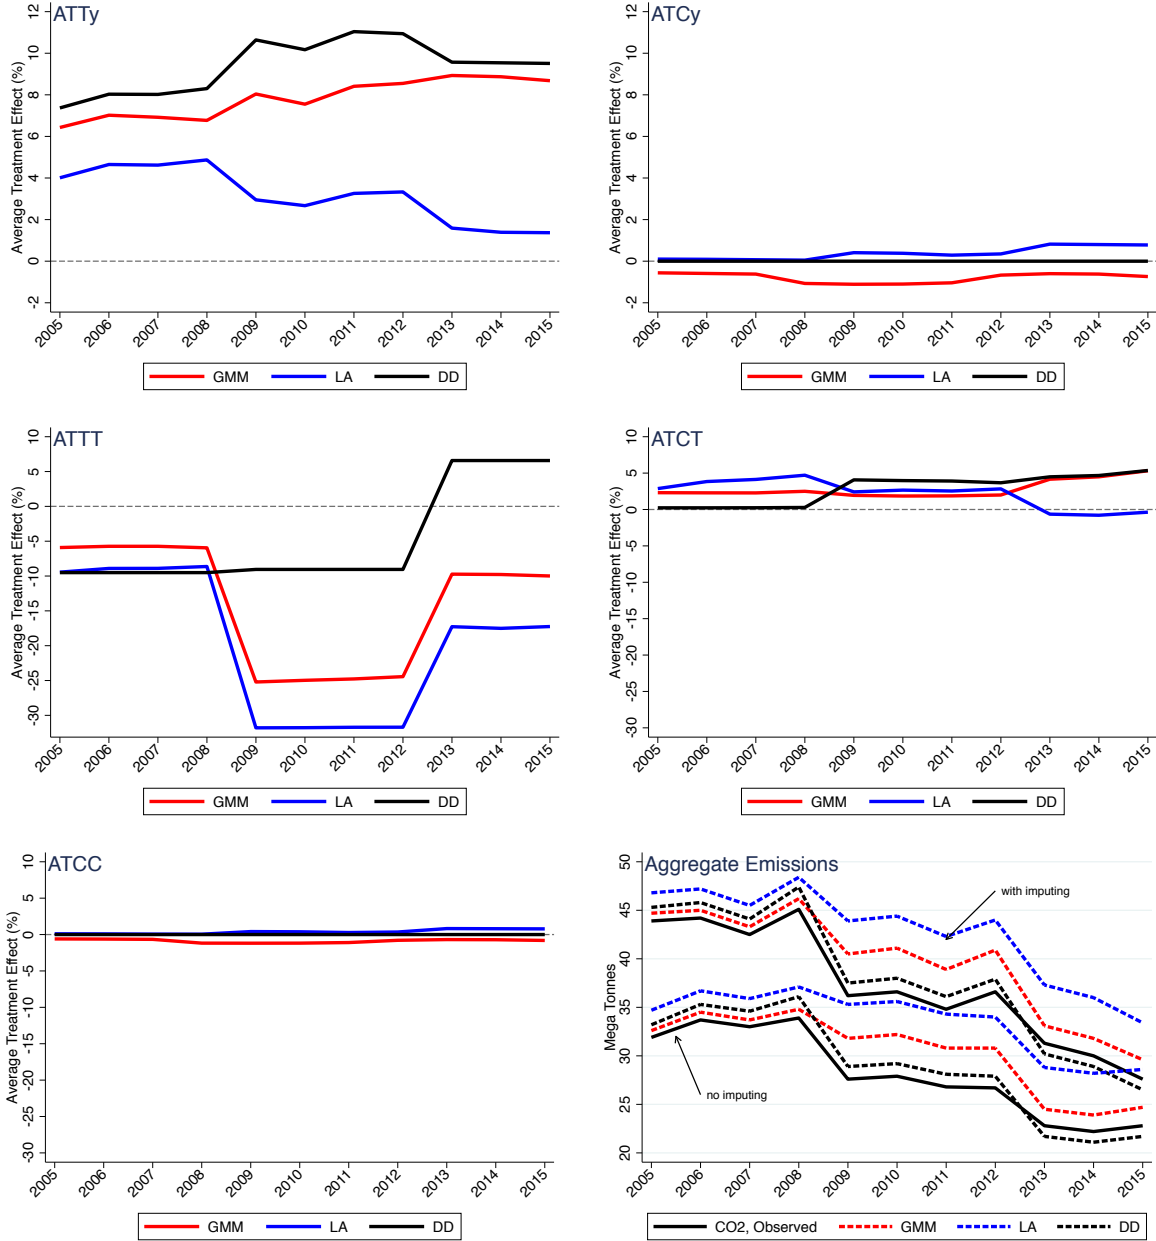 ATTy
Average Treatment Effect (%)
12
10
8
6
4
2
0
-2
2005 2006 2007 2008 2009 2010 2011 2012 2013 2014 2015
GMM LA DD
ATCy
Average Treatment Effect (%)
12
10
8
6
4
2
0
-2
2005 2006 2007 2008 2009 2010 2011 2012 2013 2014 2015
GMM LA DD
ATTT
Average Treatment Effect (%)
10
5
0
-5
-10
-15
-20
-25
-30
2005 2006 2007 2008 2009 2010 2011 2012 2013 2014 2015
GMM LA DD
ATCT
Average Treatment Effect (%)
10
5
0
-5
-10
-15
-20
-25
-30
2005 2006 2007 2008 2009 2010 2011 2012 2013 2014 2015
GMM LA DD
ATCC
Average Treatment Effect (%)
10
5
0
-5
-10
-15
-20
-25
-30
2005 2006 2007 2008 2009 2010 2011 2012 2013 2014 2015
GMM LA DD
Aggregate Emissions
Mega Tonnes
50
45
40
35
30
25
20
with imputing
no imputing
2005 2006 2007 2008 2009 2010 2011 2012 2013 2014 2015
CO2, Observed GMM LA DD